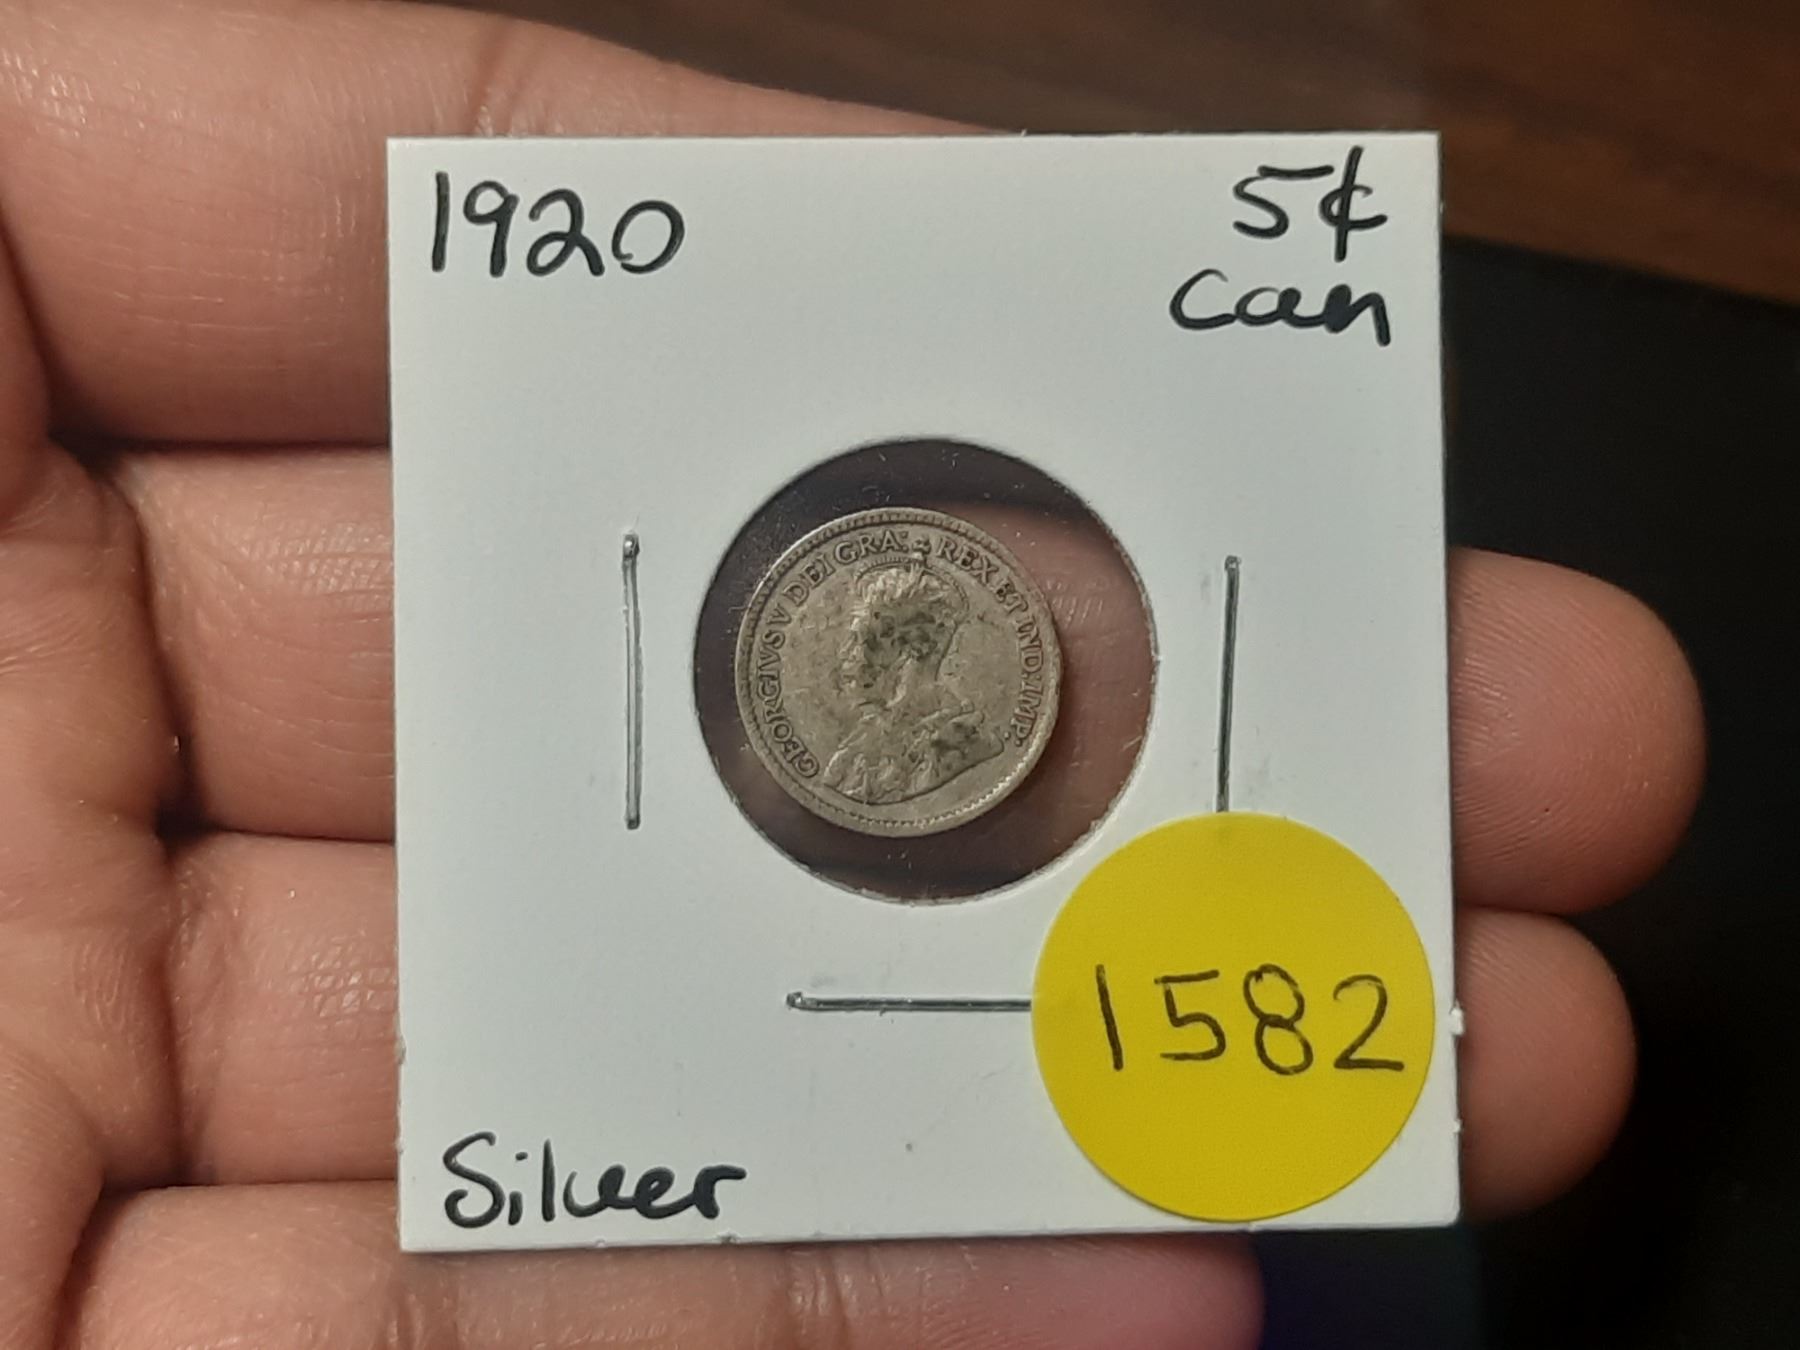 1920
5¢
Can
GEORGIVS V DEI GRA: REX ET IND: IMP:
1582
Silver